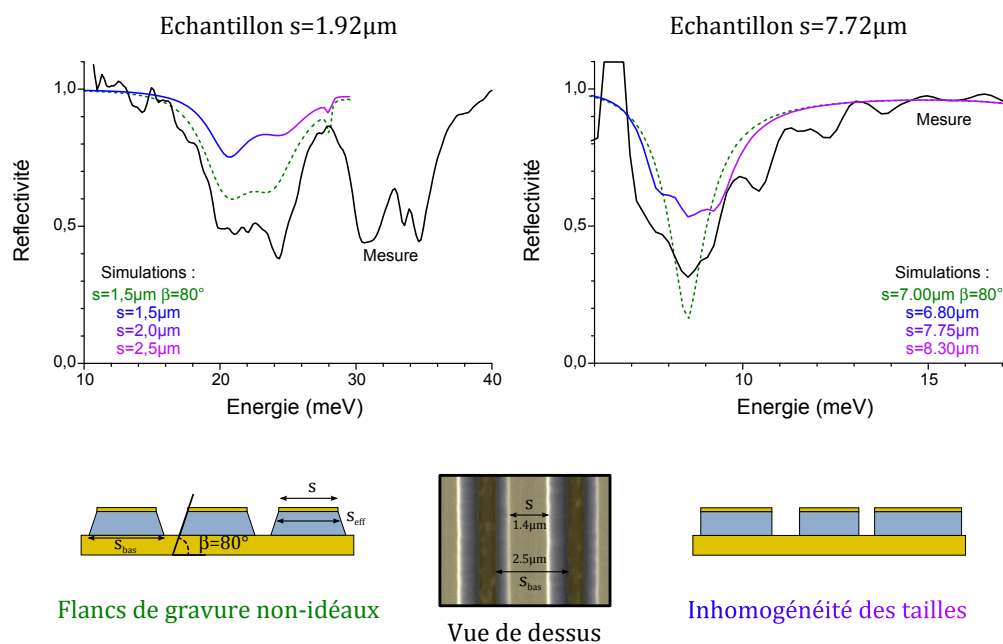 Echantillon s=1.92µm
Echantillon s=7.72µm
Reflectivité
1,0
0,5
0,0
10
20
30
40
Energie (meV)
Mesure
Simulations :
s=1,5µm β=80°
s=1,5µm
s=2,0µm
s=2,5µm
Reflectivité
1,0
0,5
0,0
10
15
Energie (meV)
Mesure
Simulations :
s=7.00µm β=80°
s=6.80µm
s=7.75µm
s=8.30µm
s
s_eff
s_bas
β=80°
s
1.4µm
2.5µm
s_bas
Flancs de gravure non-idéaux
Vue de dessus
Inhomogénéité des tailles